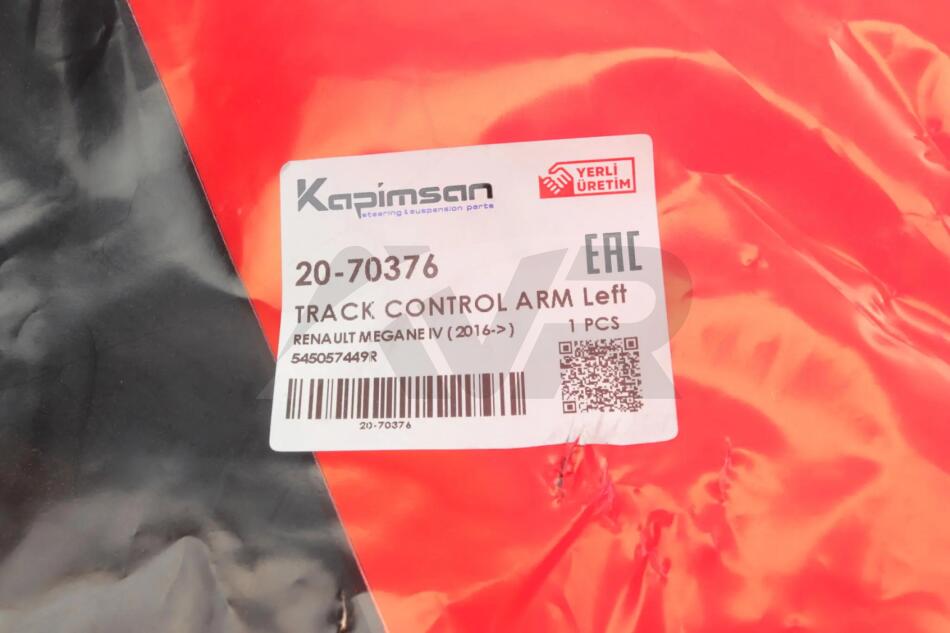 Kapimsan
steering & suspension parts
YERLİ
ÜRETİM
20-70376
EAC
TRACK CONTROL ARM Left
RENAULT MEGANE IV ( 2016-> )
1 PCS
545057449R
20-70376
AVR